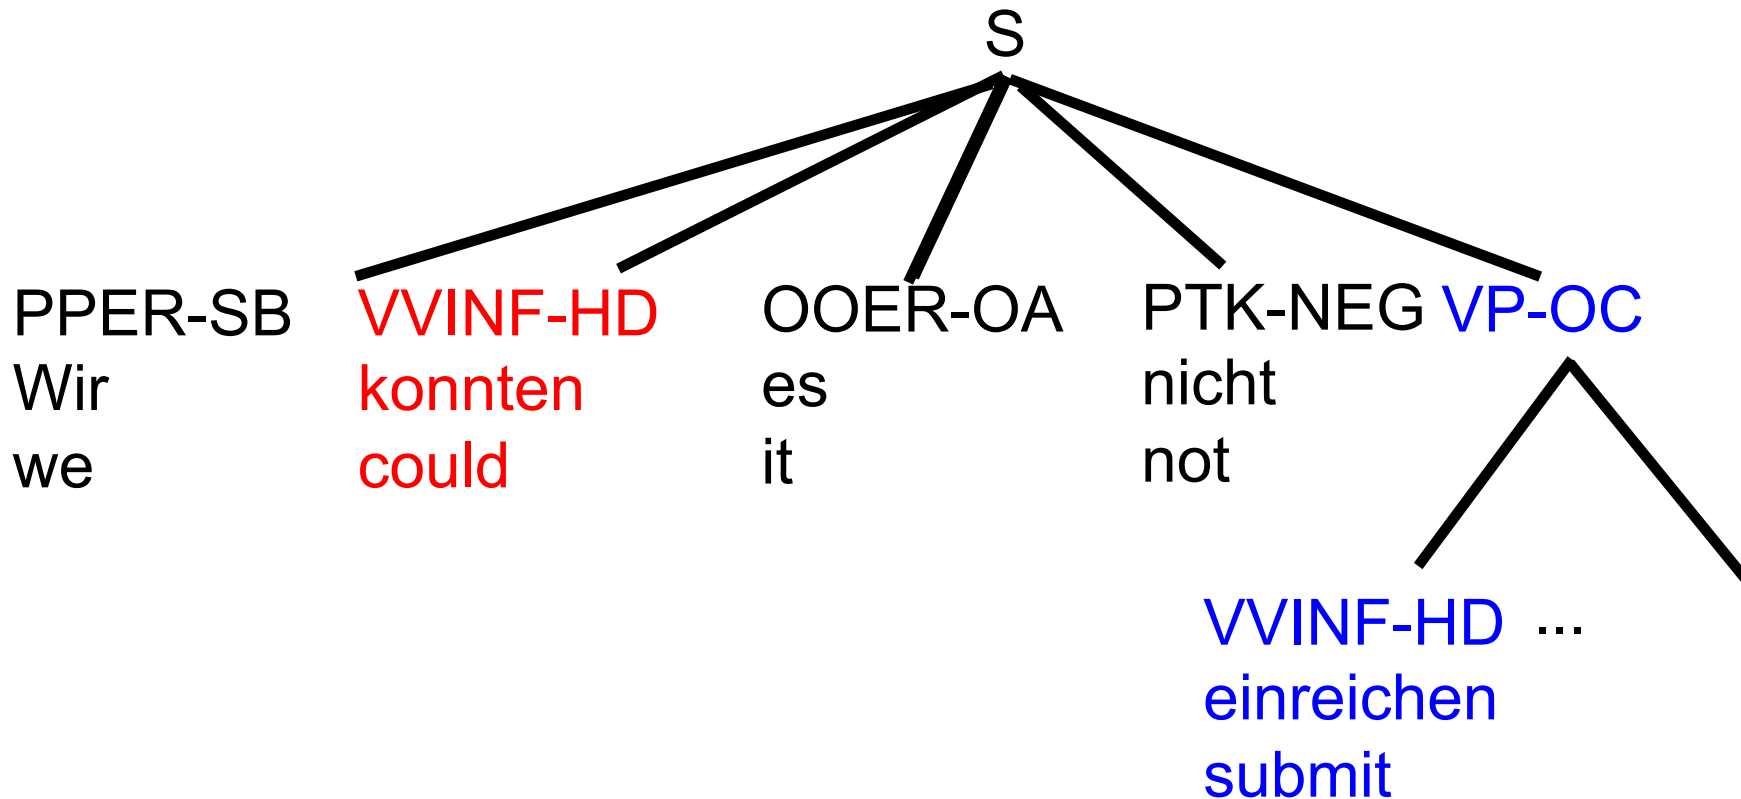 S
PPER-SB VVINF-HD OOER-OA PTK-NEG VP-OC
Wir konnten es nicht
we could it not
VVINF-HD ...
einreichen
submit